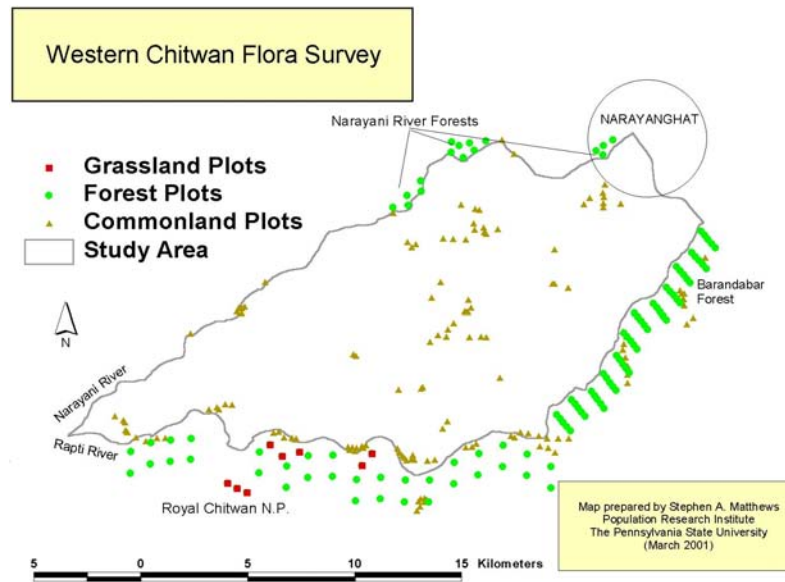 Western Chitwan Flora Survey
Narayani River Forests
NARAYANGHAT
Grassland Plots
Forest Plots
Commonland Plots
Study Area
Barandabar
Forest
N
Narayani River
Rapti River
Royal Chitwan N.P.
Map prepared by Stephen A. Matthews
Population Research Institute
The Pennsylvania State University
(March 2001)
5 0 5 10 15 Kilometers